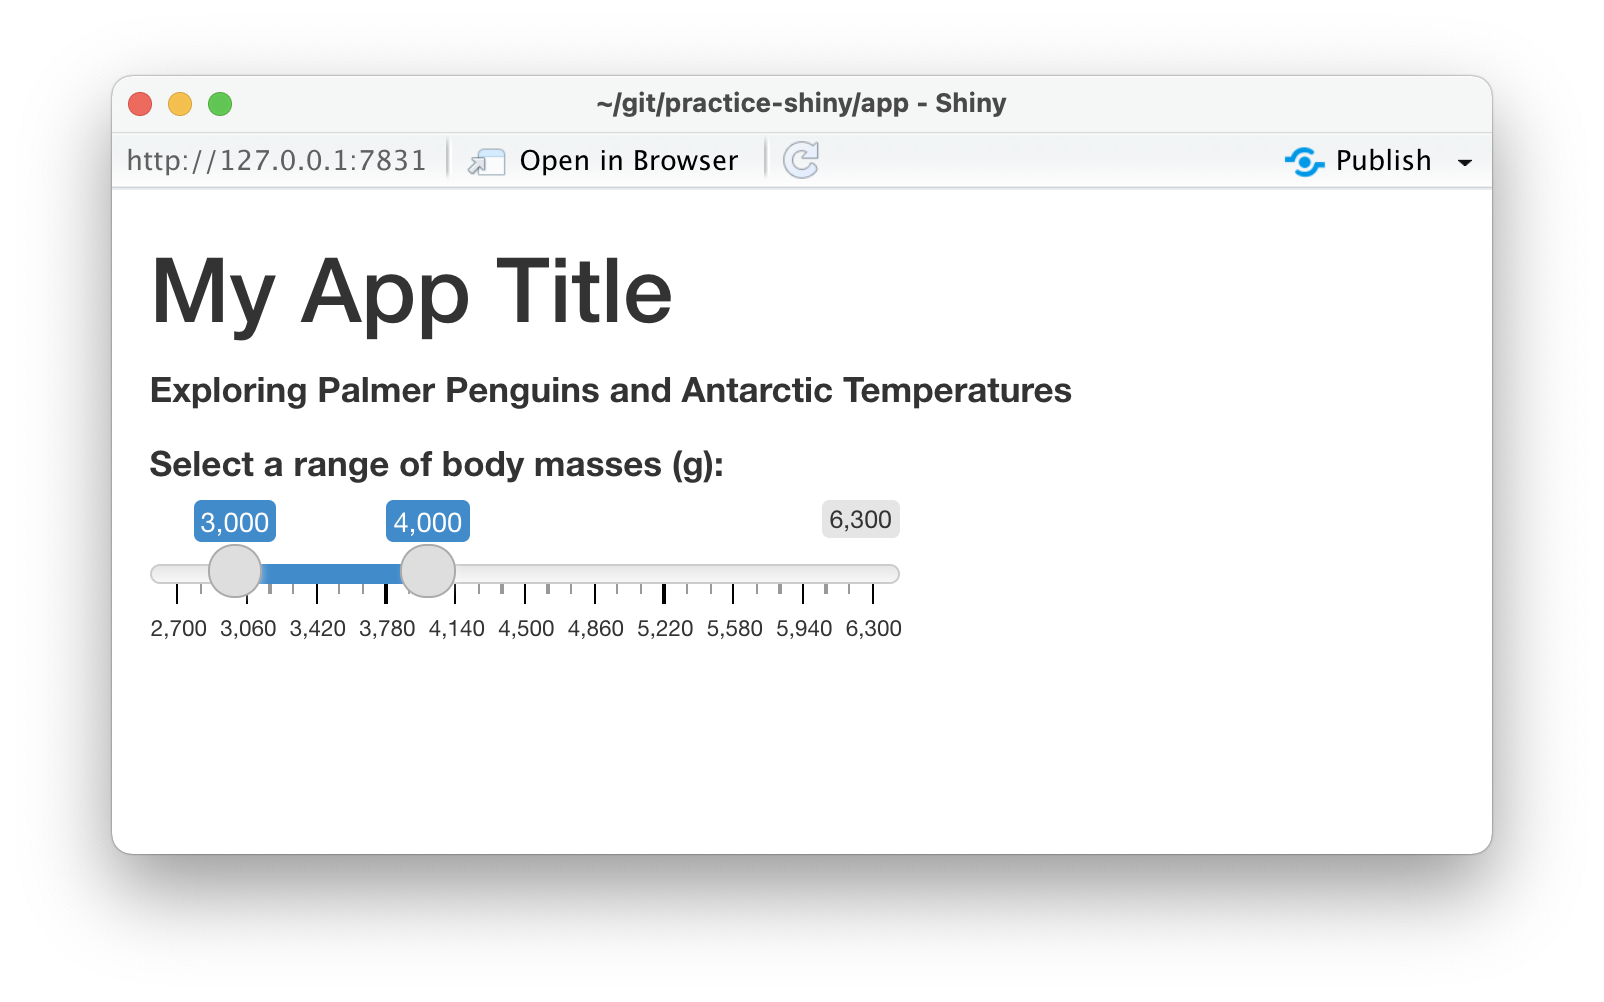 ~/git/practice-shiny/app - Shiny
http://127.0.0.1:7831 Open in Browser Publish
My App Title
Exploring Palmer Penguins and Antarctic Temperatures
Select a range of body masses (g):
3,000 4,000 6,300
2,700 3,060 3,420 3,780 4,140 4,500 4,860 5,220 5,580 5,940 6,300